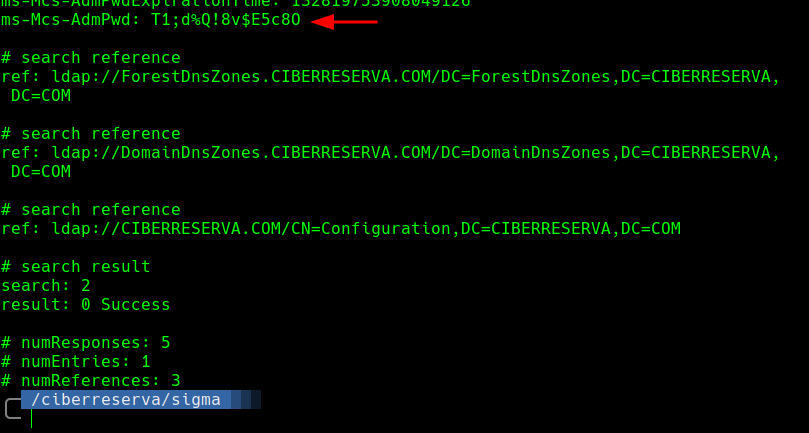 ms-Mcs-AdmPwdExpirationTime: 132819753908049126
ms-Mcs-AdmPwd: T1;d%Q!8v$E5c8O
# search reference
ref: ldap://ForestDnsZones.CIBERRESERVA.COM/DC=ForestDnsZones,DC=CIBERRESERVA,
DC=COM
# search reference
ref: ldap://DomainDnsZones.CIBERRESERVA.COM/DC=DomainDnsZones,DC=CIBERRESERVA,
DC=COM
# search reference
ref: ldap://CIBERRESERVA.COM/CN=Configuration,DC=CIBERRESERVA,DC=COM
# search result
search: 2
result: 0 Success
# numResponses: 5
# numEntries: 1
# numReferences: 3
/ciberreserva/sigma